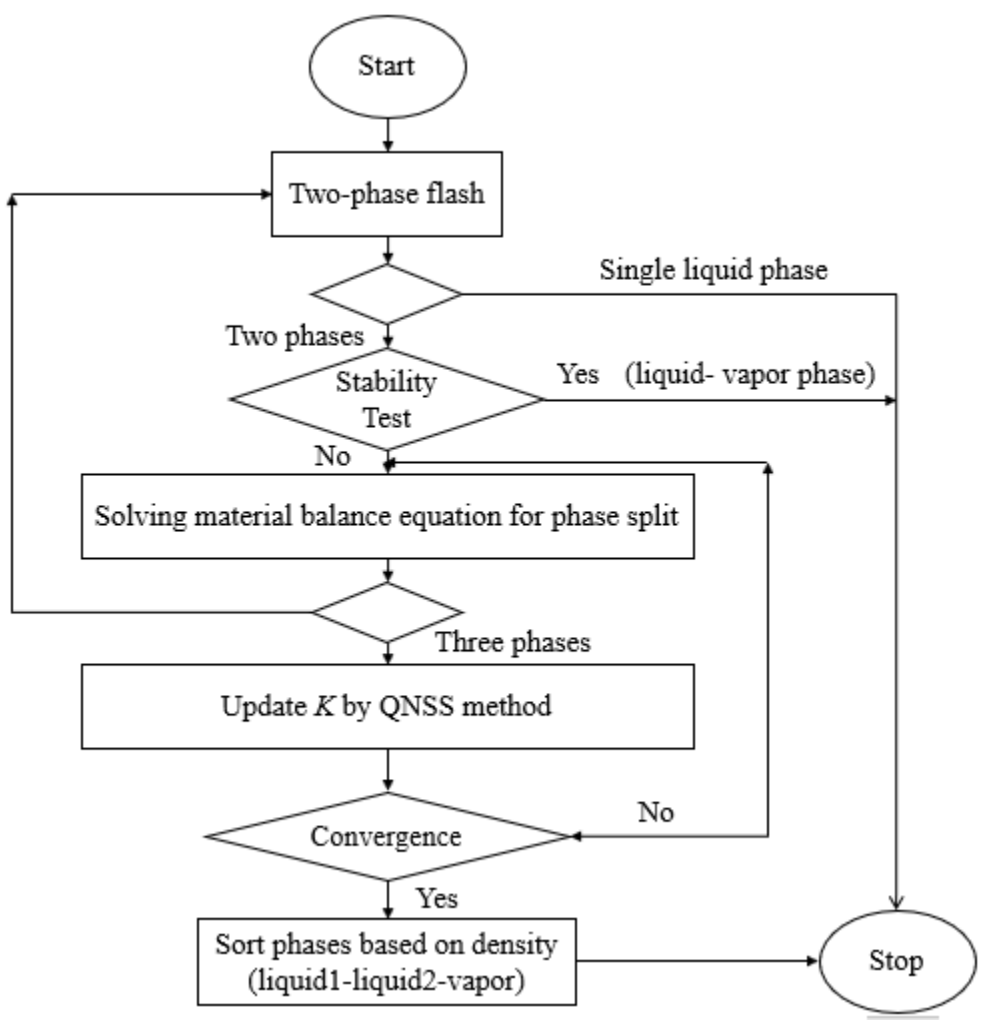 Start
Two-phase flash
Single liquid phase
Two phases
Stability
Test
Yes (liquid- vapor phase)
No
Solving material balance equation for phase split
Three phases
Update K by QNSS method
No
Convergence
Yes
Sort phases based on density
(liquid1-liquid2-vapor)
Stop